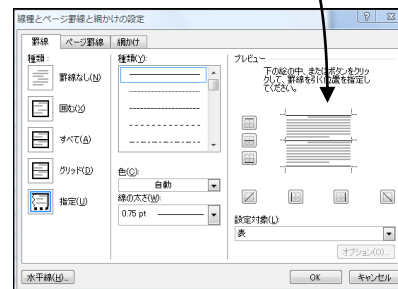 線種とページ罫線と網かけの設定
罫線
ページ罫線
網かけ
種類:
罫線なし(N)
囲む(X)
すべて(A)
グリッド(D)
指定(U)
種類(Y):
色(C):
自動
線の太さ(W):
0.75 pt
プレビュー
下の絵の中、またはボタンをクリッ
クして、罫線を引く位置を指定し
てください。
設定対象(L):
表
オプション(O)...
水平線(H)...
OK
キャンセル